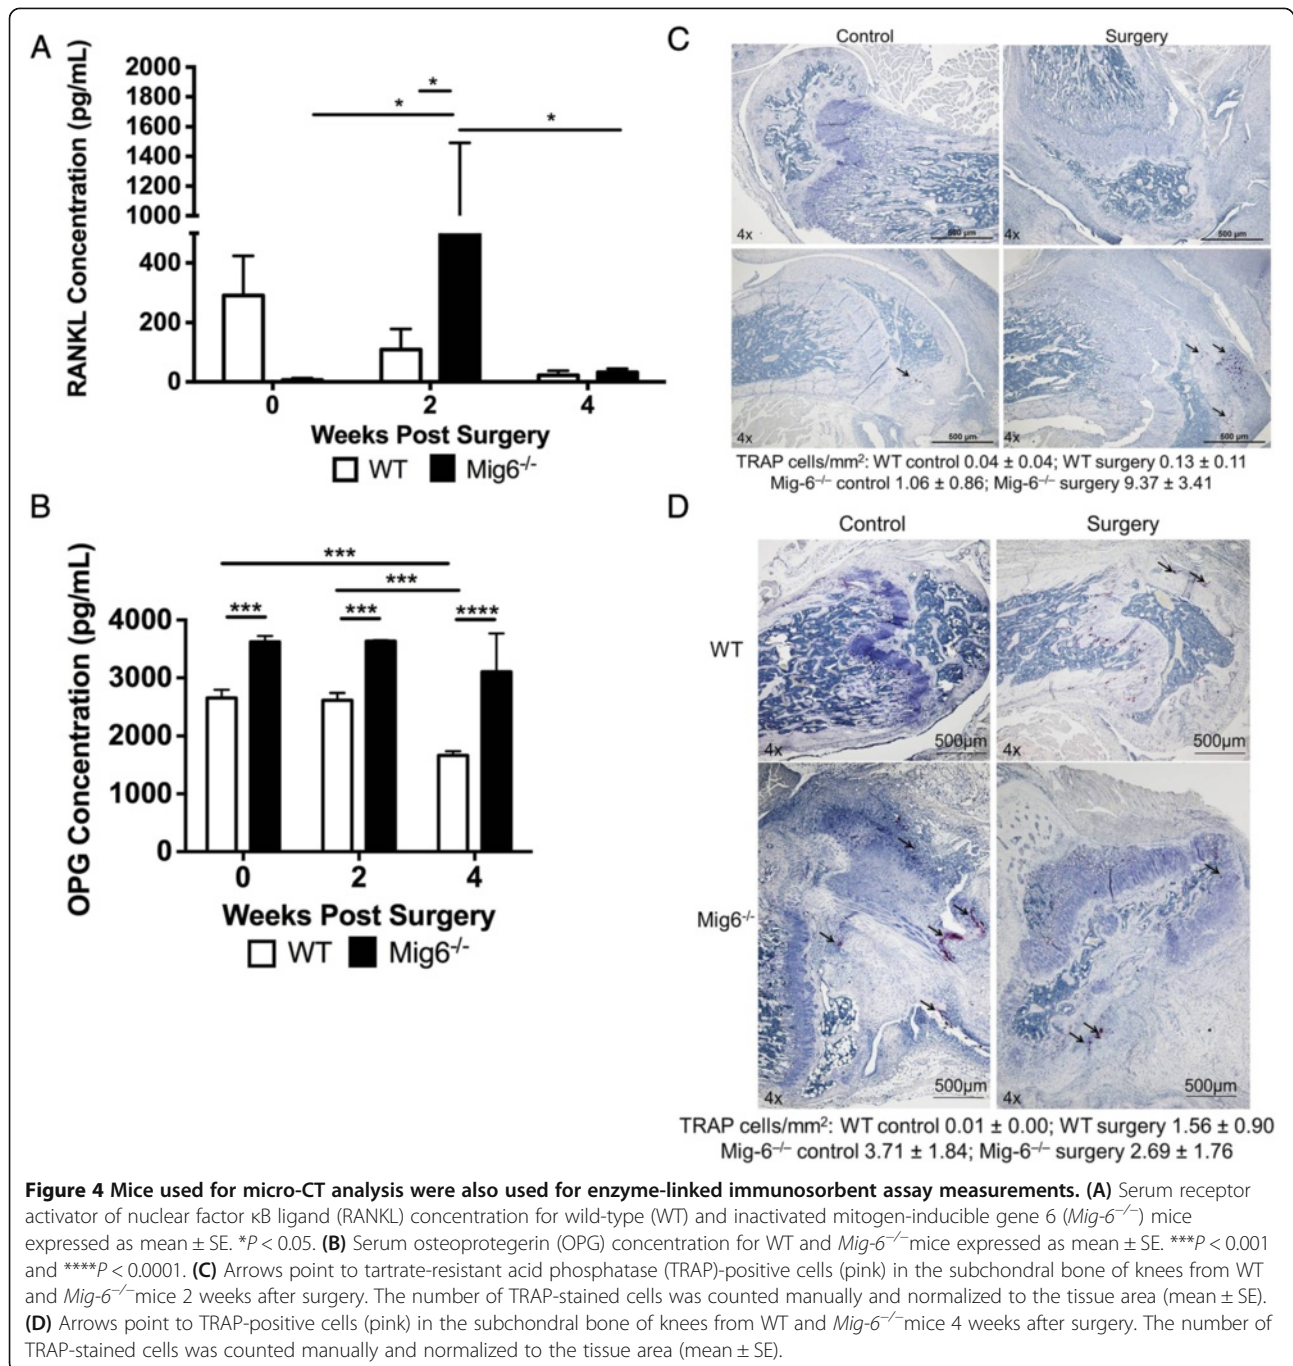 A
RANKL Concentration (pg/mL)
2000
1800
1600
1400
1200
1000
400
200
0
*
*
*
0 2 4
Weeks Post Surgery
WT Mig6-/-
B
OPG Concentration (pg/mL)
4000
3000
2000
1000
0
***
***
*** *** ****
0 2 4
Weeks Post Surgery
WT Mig6-/-
C
Control Surgery
4x 500 µm
4x 500 µm
4x 500 µm
4x 500 µm
TRAP cells/mm²: WT control 0.04 ± 0.04; WT surgery 0.13 ± 0.11
Mig-6–/– control 1.06 ± 0.86; Mig-6–/– surgery 9.37 ± 3.41
D
Control Surgery
WT
4x 500µm
4x 500µm
Mig6-/-
4x 500µm
4x 500µm
TRAP cells/mm²: WT control 0.01 ± 0.00; WT surgery 1.56 ± 0.90
Mig-6–/– control 3.71 ± 1.84; Mig-6–/– surgery 2.69 ± 1.76
Figure 4 Mice used for micro-CT analysis were also used for enzyme-linked immunosorbent assay measurements. (A) Serum receptor
activator of nuclear factor κB ligand (RANKL) concentration for wild-type (WT) and inactivated mitogen-inducible gene 6 (Mig-6−/−) mice
expressed as mean ± SE. *P < 0.05. (B) Serum osteoprotegerin (OPG) concentration for WT and Mig-6−/−mice expressed as mean ± SE. ***P < 0.001
and ****P < 0.0001. (C) Arrows point to tartrate-resistant acid phosphatase (TRAP)-positive cells (pink) in the subchondral bone of knees from WT
and Mig-6−/−mice 2 weeks after surgery. The number of TRAP-stained cells was counted manually and normalized to the tissue area (mean ± SE).
(D) Arrows point to TRAP-positive cells (pink) in the subchondral bone of knees from WT and Mig-6−/−mice 4 weeks after surgery. The number of
TRAP-stained cells was counted manually and normalized to the tissue area (mean ± SE).